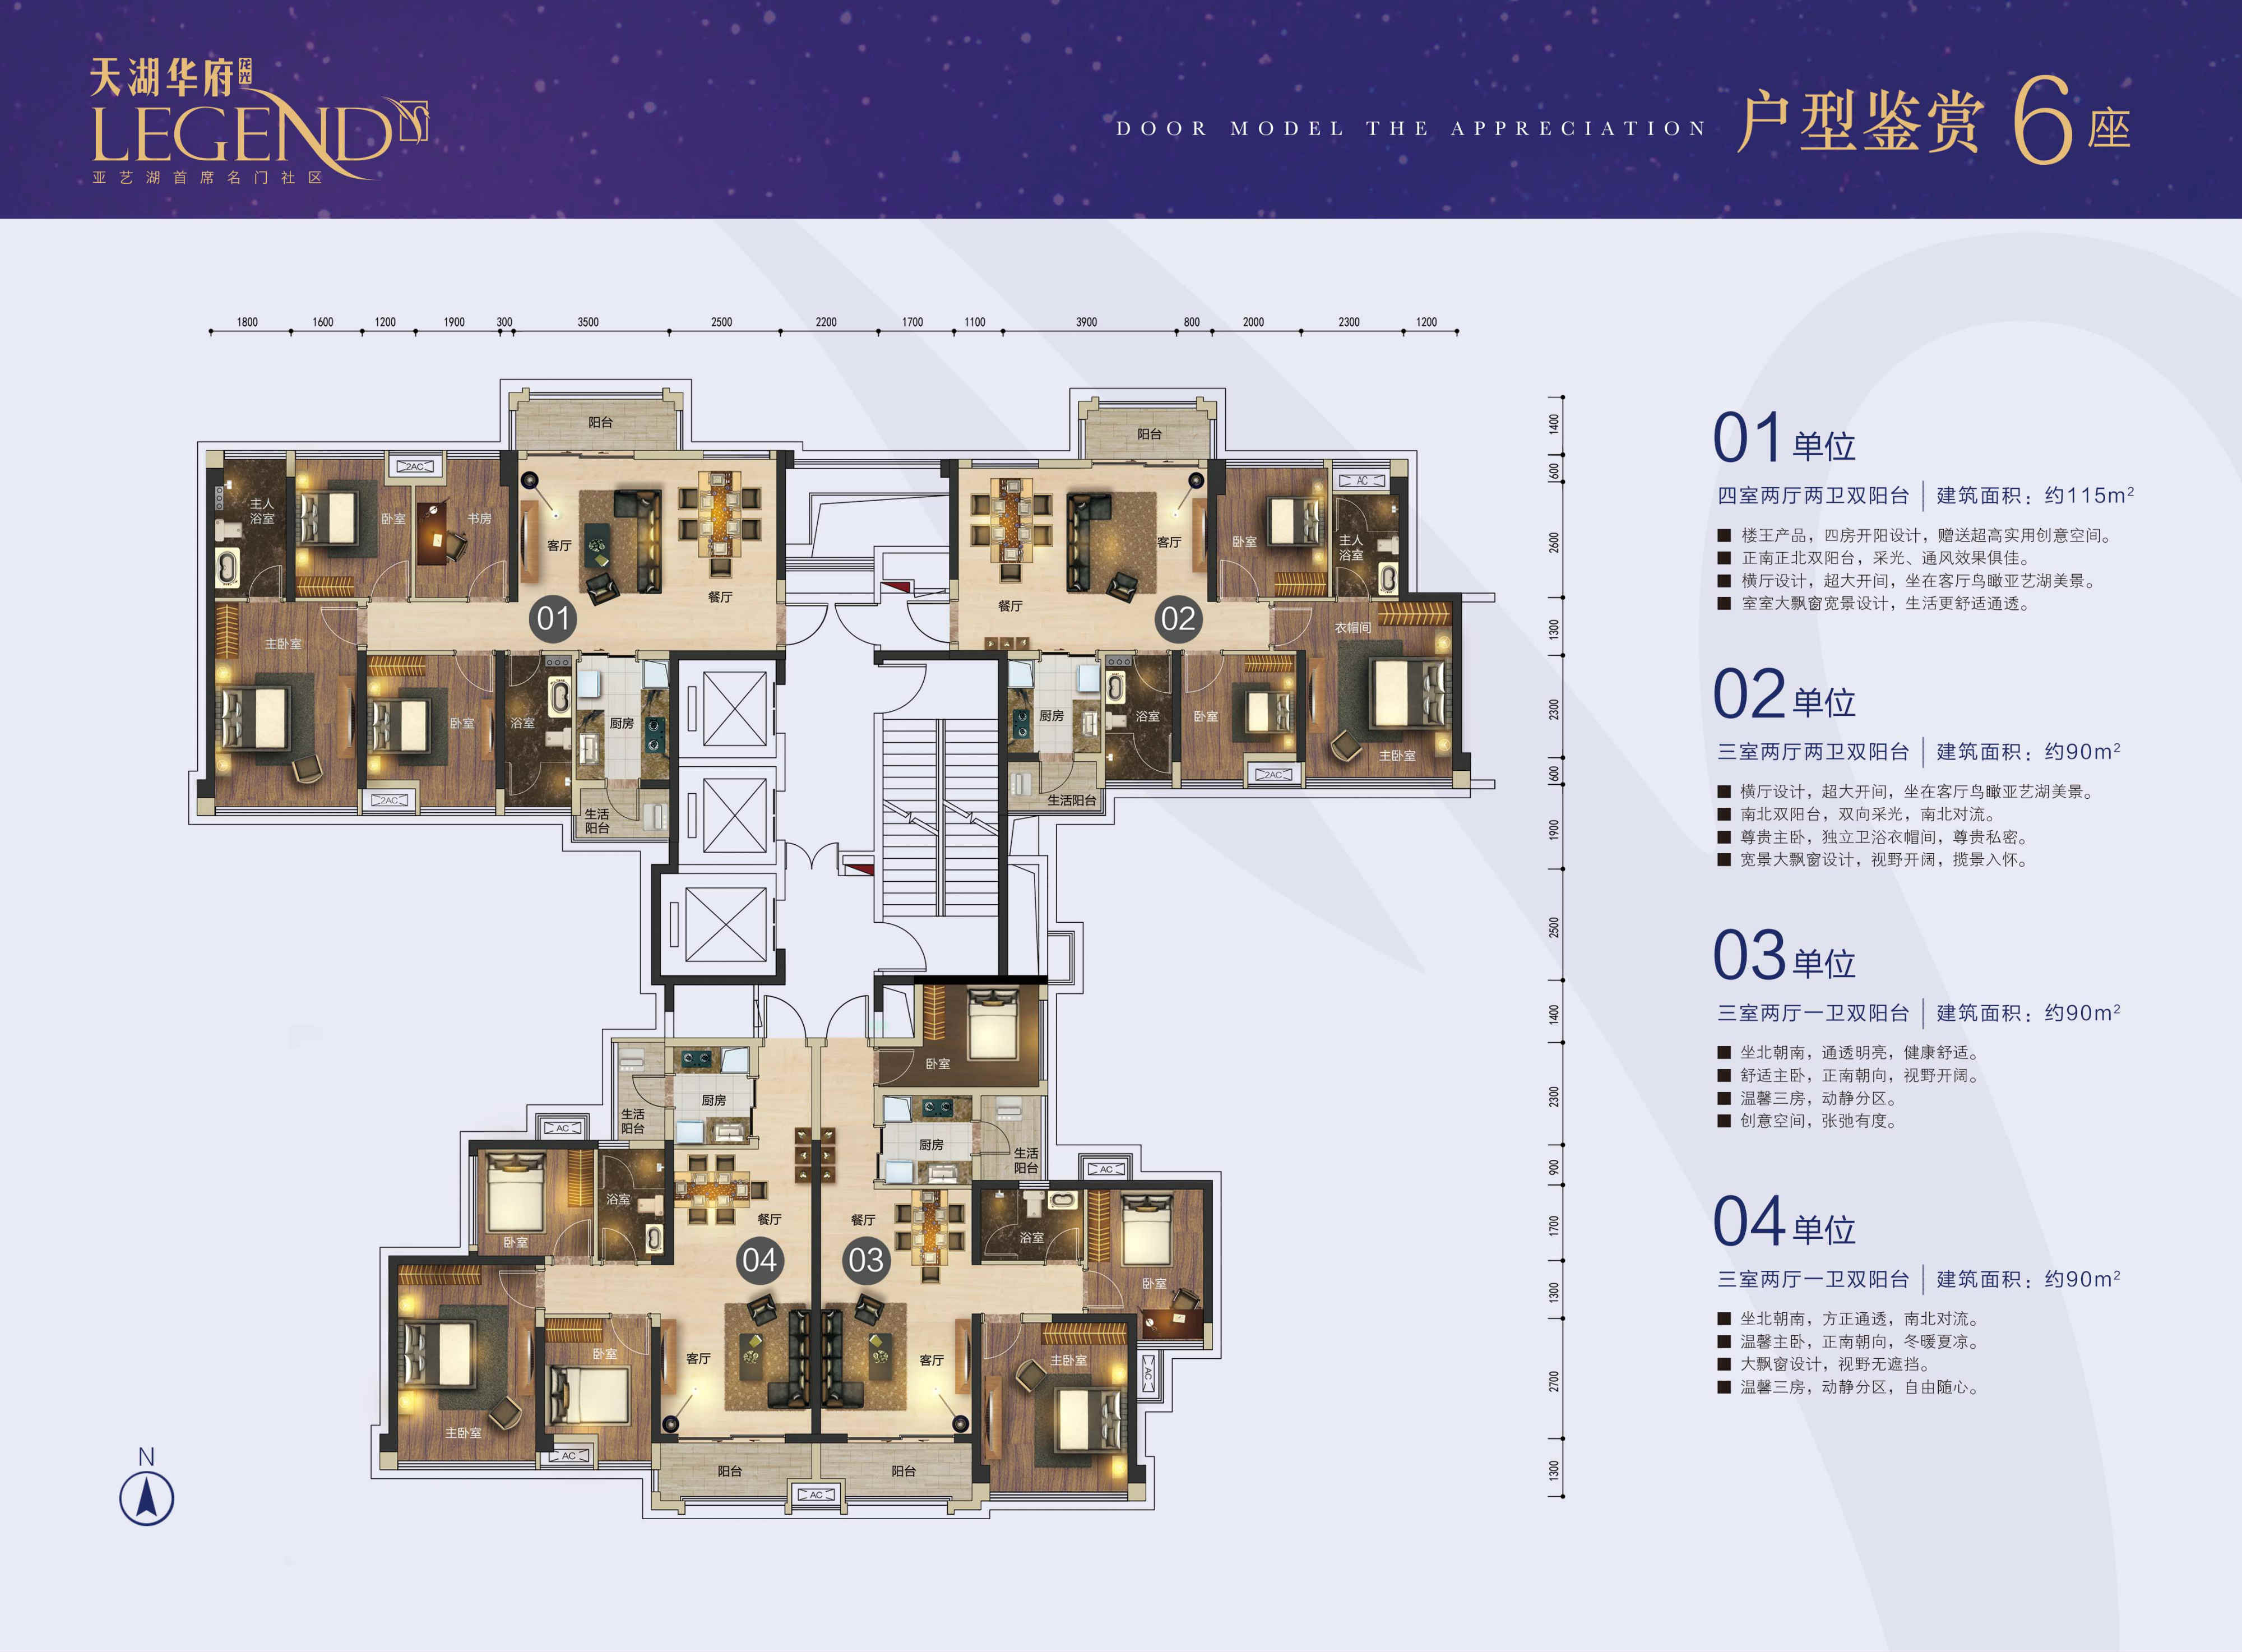 天湖华府 龙光
LEGEND
亚艺湖首席名门社区
DOOR MODEL THE APPRECIATION
户型鉴赏 6座
1800 1600 1200 1900 300 3500 2500 2200 1700 1100 3900 800 2000 2300 1200
阳台
阳台
2AC
AC
主人
浴室
卧室
书房
客厅
餐厅
01
主卧室
卧室
浴室
厨房
2AC
生活
阳台
客厅
餐厅
02
卧室
主人
浴室
衣帽间
厨房
浴室
卧室
主卧室
2AC
生活阳台
1400
600
2600
1300
2300
600
1900
2500
1400
2300
900
1700
1300
2700
1300
卧室
厨房
生活
阳台
AC
厨房
生活
阳台
AC
卧室
浴室
餐厅
04
餐厅
03
浴室
卧室
卧室
客厅
客厅
主卧室
AC
主卧室
AC
阳台
阳台
AC
N
01单位
四室两厅两卫双阳台 | 建筑面积：约115m²
■ 楼王产品，四房开阳设计，赠送超高实用创意空间。
■ 正南正北双阳台，采光、通风效果俱佳。
■ 横厅设计，超大开间，坐在客厅鸟瞰亚艺湖美景。
■ 室室大飘窗宽景设计，生活更舒适通透。
02单位
三室两厅两卫双阳台 | 建筑面积：约90m²
■ 横厅设计，超大开间，坐在客厅鸟瞰亚艺湖美景。
■ 南北双阳台，双向采光，南北对流。
■ 尊贵主卧，独立卫浴衣帽间，尊贵私密。
■ 宽景大飘窗设计，视野开阔，揽景入怀。
03单位
三室两厅一卫双阳台 | 建筑面积：约90m²
■ 坐北朝南，通透明亮，健康舒适。
■ 舒适主卧，正南朝向，视野开阔。
■ 温馨三房，动静分区。
■ 创意空间，张弛有度。
04单位
三室两厅一卫双阳台 | 建筑面积：约90m²
■ 坐北朝南，方正通透，南北对流。
■ 温馨主卧，正南朝向，冬暖夏凉。
■ 大飘窗设计，视野无遮挡。
■ 温馨三房，动静分区，自由随心。